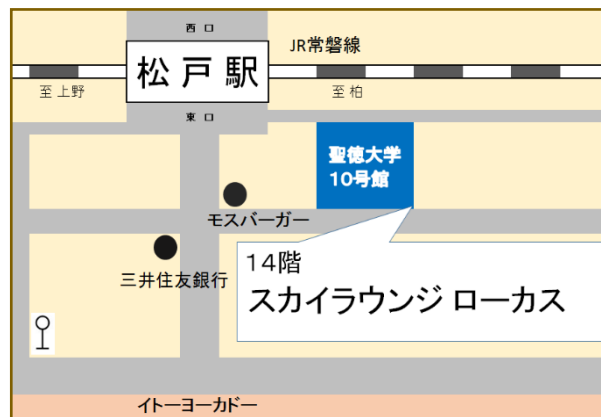 西口
JR常磐線
松戸駅
至 上野
至 柏
東口
聖徳大学
10号館
モスバーガー
14階
スカイラウンジ ローカス
三井住友銀行
イトーヨーカドー